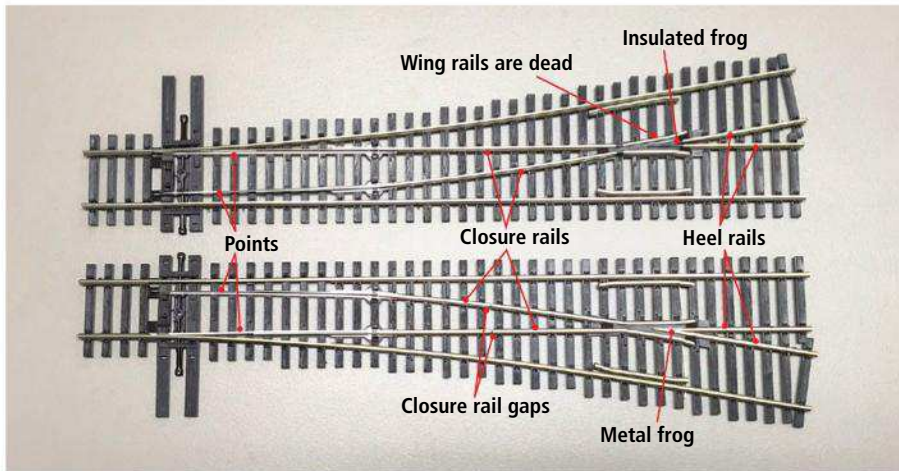 Insulated frog
Wing rails are dead
Points
Closure rails
Heel rails
Closure rail gaps
Metal frog